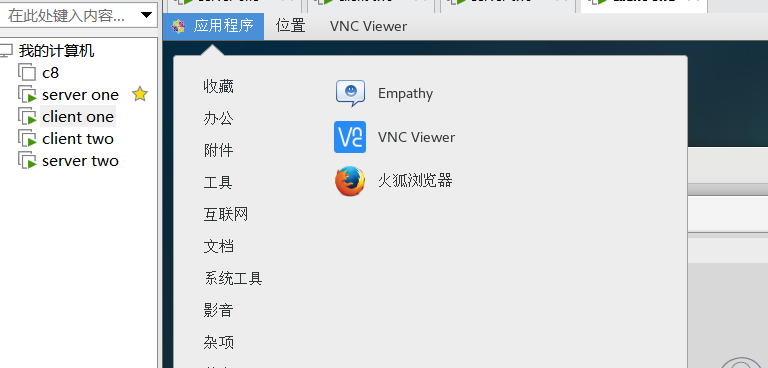 在此处键入内容...
我的计算机
c8
server one
client one
client two
server two
应用程序
位置
VNC Viewer
收藏
办公
附件
工具
互联网
文档
系统工具
影音
杂项
Empathy
VNC Viewer
火狐浏览器